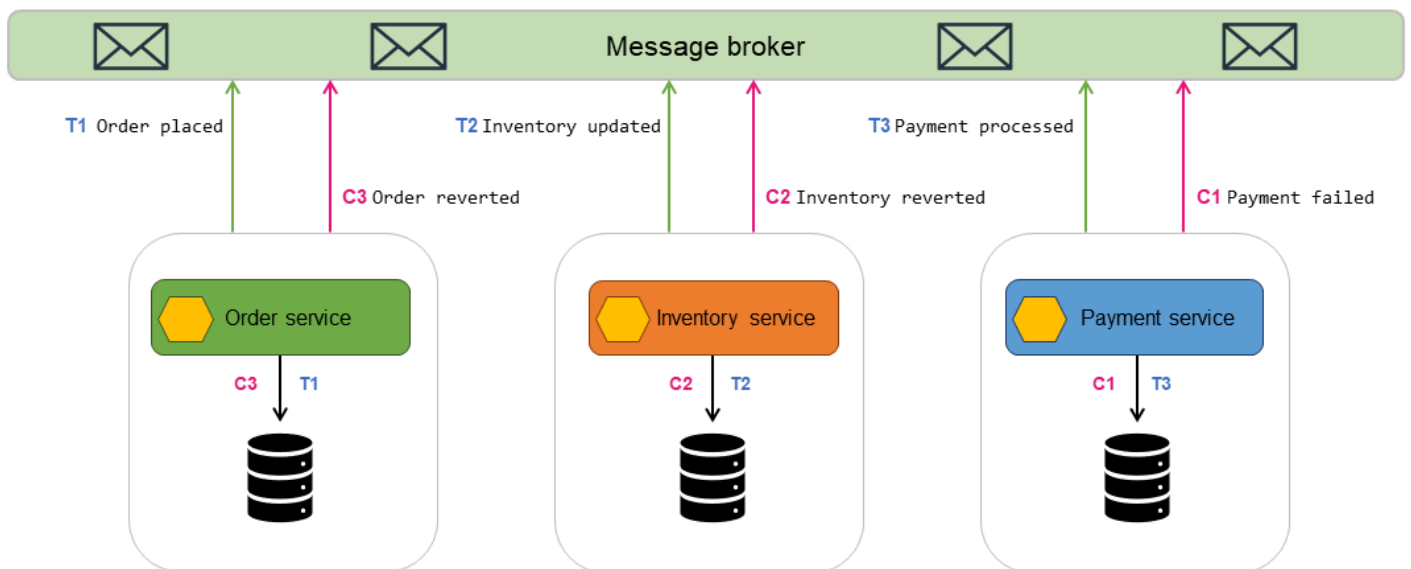 Message broker
T1 Order placed
T2 Inventory updated
T3 Payment processed
C3 Order reverted
C2 Inventory reverted
C1 Payment failed
Order service
Inventory service
Payment service
C3 T1
C2 T2
C1 T3